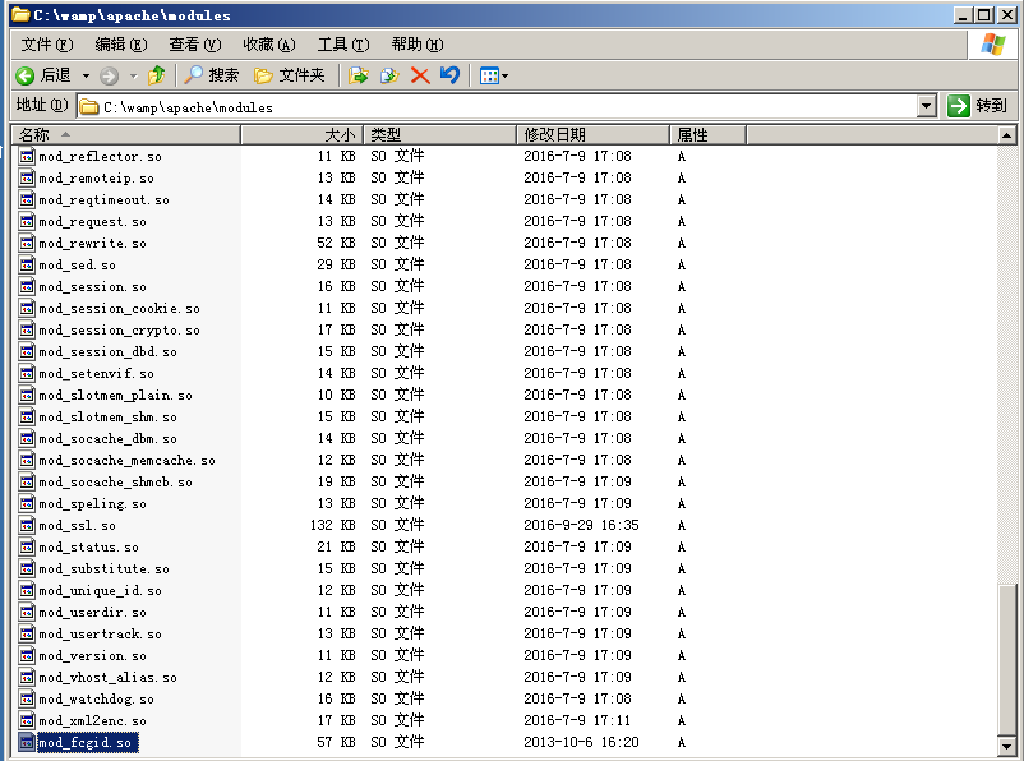 C:\wamp\apache\modules
文件(F) 编辑(E) 查看(V) 收藏(A) 工具(T) 帮助(H)
后退 搜索 文件夹
地址(D) C:\wamp\apache\modules 转到
名称 大小 类型 修改日期 属性
mod_reflector.so 11 KB SO 文件 2016-7-9 17:08 A
mod_remoteip.so 13 KB SO 文件 2016-7-9 17:08 A
mod_reqtimeout.so 14 KB SO 文件 2016-7-9 17:08 A
mod_request.so 13 KB SO 文件 2016-7-9 17:08 A
mod_rewrite.so 52 KB SO 文件 2016-7-9 17:08 A
mod_sed.so 29 KB SO 文件 2016-7-9 17:08 A
mod_session.so 16 KB SO 文件 2016-7-9 17:08 A
mod_session_cookie.so 11 KB SO 文件 2016-7-9 17:08 A
mod_session_crypto.so 17 KB SO 文件 2016-7-9 17:08 A
mod_session_dbd.so 15 KB SO 文件 2016-7-9 17:08 A
mod_setenvif.so 14 KB SO 文件 2016-7-9 17:08 A
mod_slotmem_plain.so 10 KB SO 文件 2016-7-9 17:08 A
mod_slotmem_shm.so 15 KB SO 文件 2016-7-9 17:08 A
mod_socache_dbm.so 14 KB SO 文件 2016-7-9 17:08 A
mod_socache_memcache.so 12 KB SO 文件 2016-7-9 17:08 A
mod_socache_shmcb.so 19 KB SO 文件 2016-7-9 17:09 A
mod_speling.so 13 KB SO 文件 2016-7-9 17:09 A
mod_ssl.so 132 KB SO 文件 2016-9-29 16:35 A
mod_status.so 21 KB SO 文件 2016-7-9 17:09 A
mod_substitute.so 15 KB SO 文件 2016-7-9 17:09 A
mod_unique_id.so 12 KB SO 文件 2016-7-9 17:09 A
mod_userdir.so 11 KB SO 文件 2016-7-9 17:09 A
mod_usertrack.so 13 KB SO 文件 2016-7-9 17:09 A
mod_version.so 11 KB SO 文件 2016-7-9 17:09 A
mod_vhost_alias.so 12 KB SO 文件 2016-7-9 17:09 A
mod_watchdog.so 16 KB SO 文件 2016-7-9 17:08 A
mod_xml2enc.so 17 KB SO 文件 2016-7-9 17:11 A
mod_fcgid.so 57 KB SO 文件 2013-10-6 16:20 A